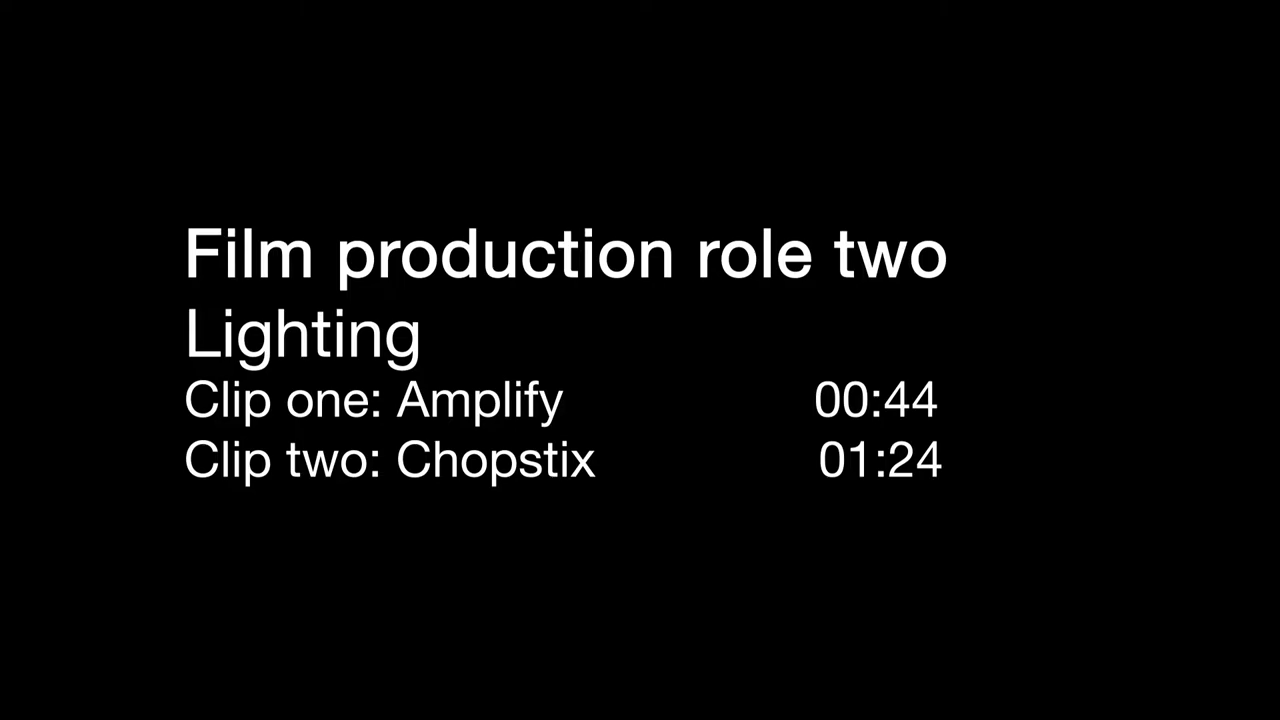 Film production role two
Lighting
Clip one: Amplify 00:44
Clip two: Chopstix 01:24